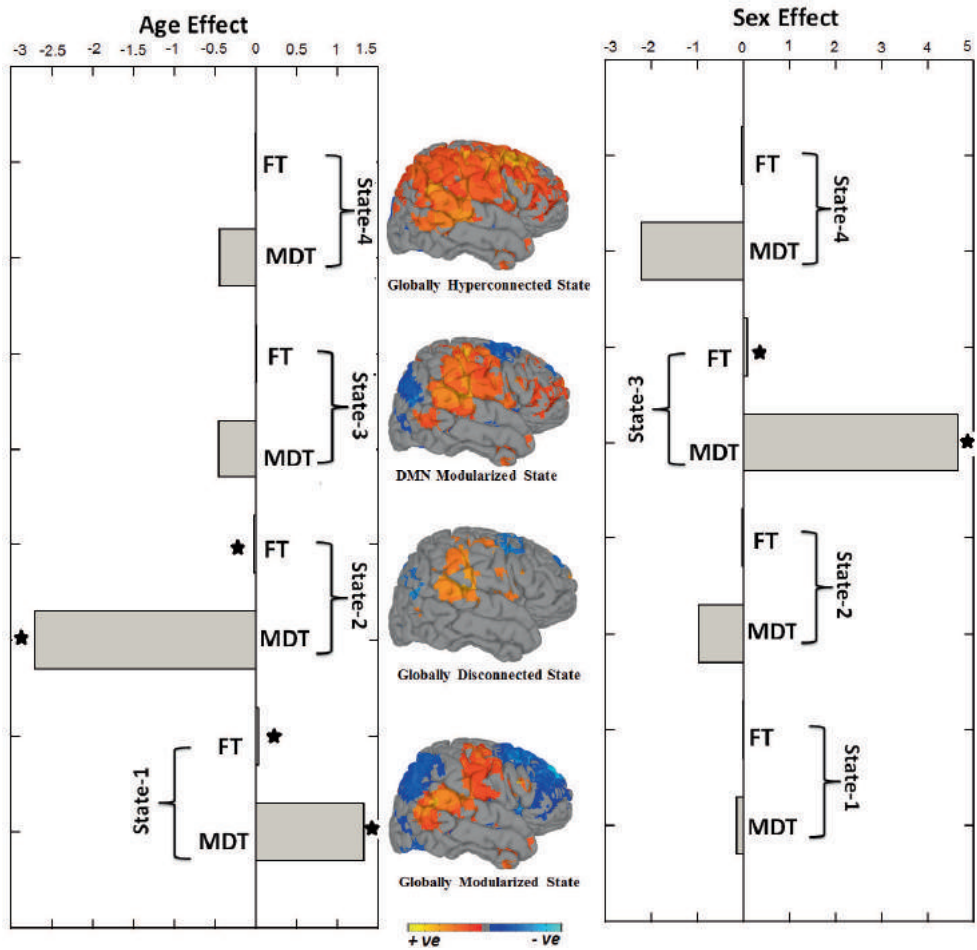 Age Effect
-3 -2.5 -2 -1.5 -1 -0.5 0 0.5 1 1.5
FT
MDT
State-4
FT
MDT
State-3
FT
MDT
State-2
FT
MDT
State-1
Globally Hyperconnected State
DMN Modularized State
Globally Disconnected State
Globally Modularized State
+ve -ve
Sex Effect
-3 -2 -1 0 1 2 3 4 5
FT
MDT
State-4
FT
MDT
State-3
FT
MDT
State-2
FT
MDT
State-1